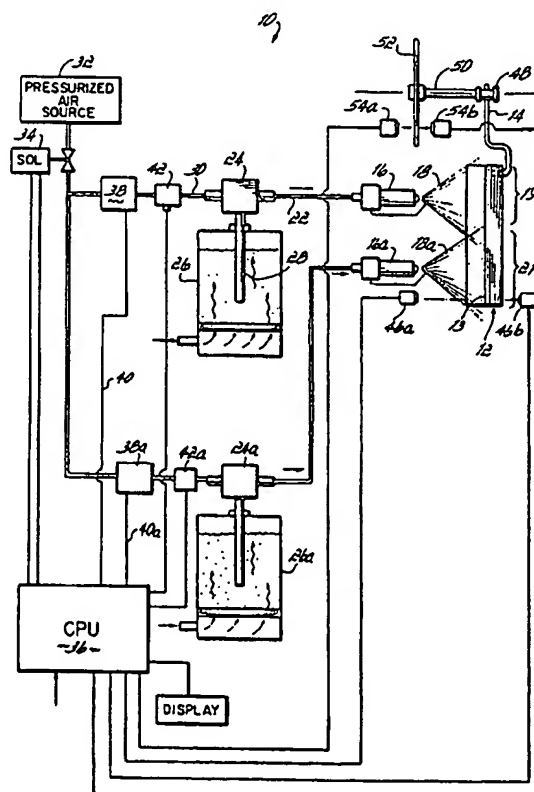 10
32
PRESSURIZED
AIR
SOURCE
52
50
48
34
SOL
54a
54b
14
38
42
30
24
16
18
19
22
26
28
16a
18a
21
46a
13
12
46b
40
38a
42a
24a
40a
26a
CPU
36
DISPLAY